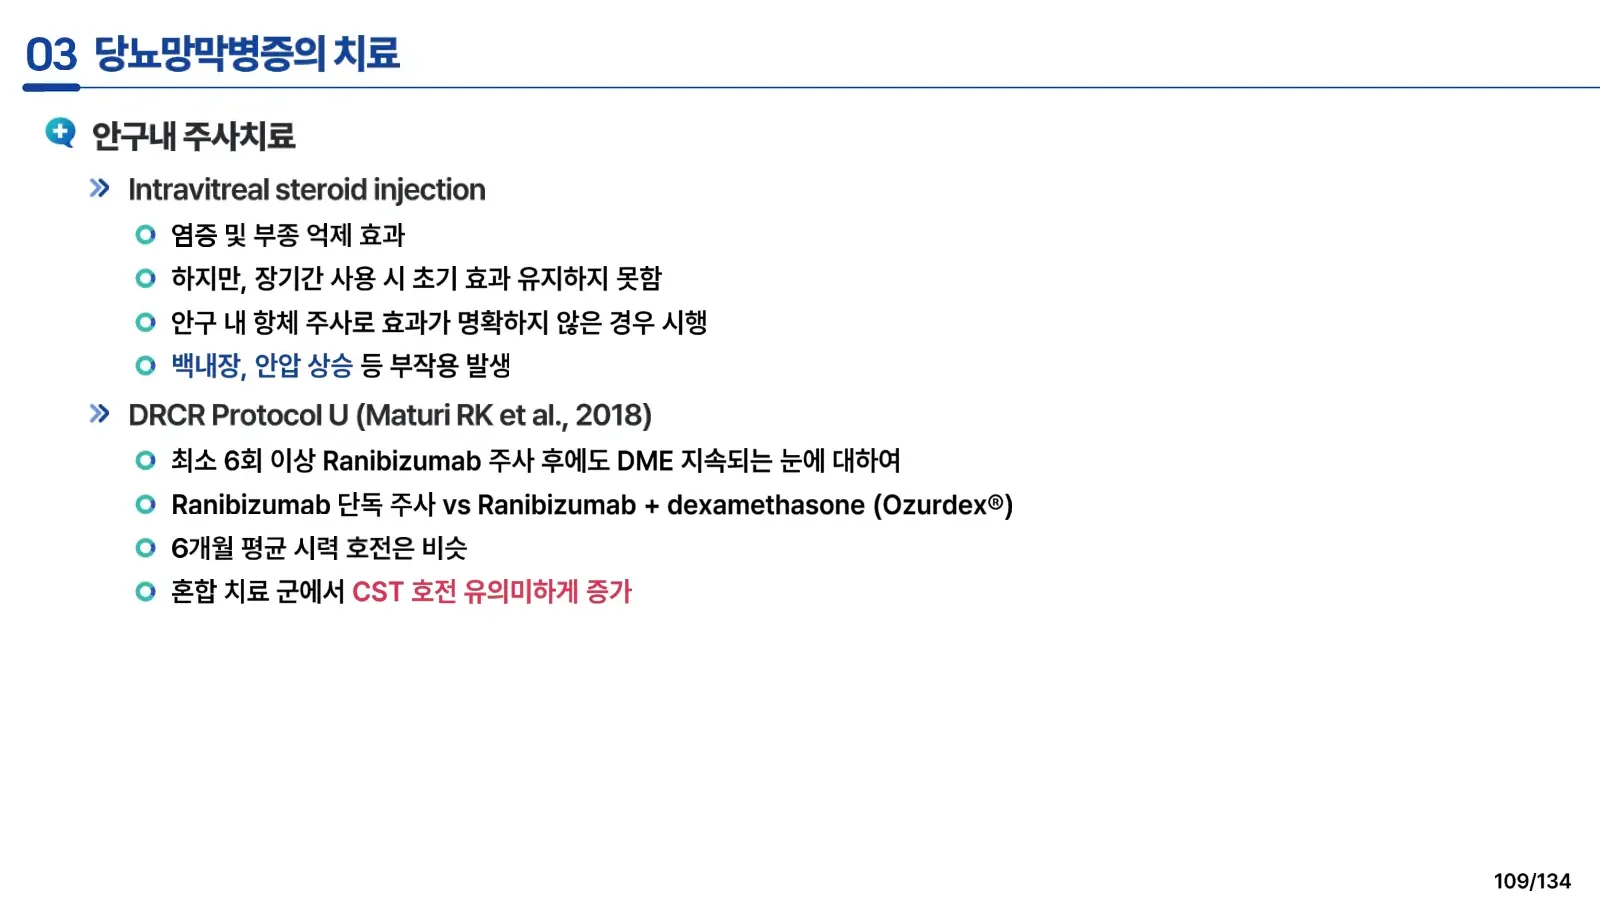 03 당뇨망막병증의 치료
안구내 주사치료
Intravitreal steroid injection
염증 및 부종 억제 효과
하지만, 장기간 사용 시 초기 효과 유지하지 못함
안구 내 항체 주사로 효과가 명확하지 않은 경우 시행
백내장, 안압 상승 등 부작용 발생
DRCR Protocol U (Maturi RK et al., 2018)
최소 6회 이상 Ranibizumab 주사 후에도 DME 지속되는 눈에 대하여
Ranibizumab 단독 주사 vs Ranibizumab + dexamethasone (Ozurdex®)
6개월 평균 시력 호전은 비슷
혼합 치료 군에서 CST 호전 유의미하게 증가
109/134